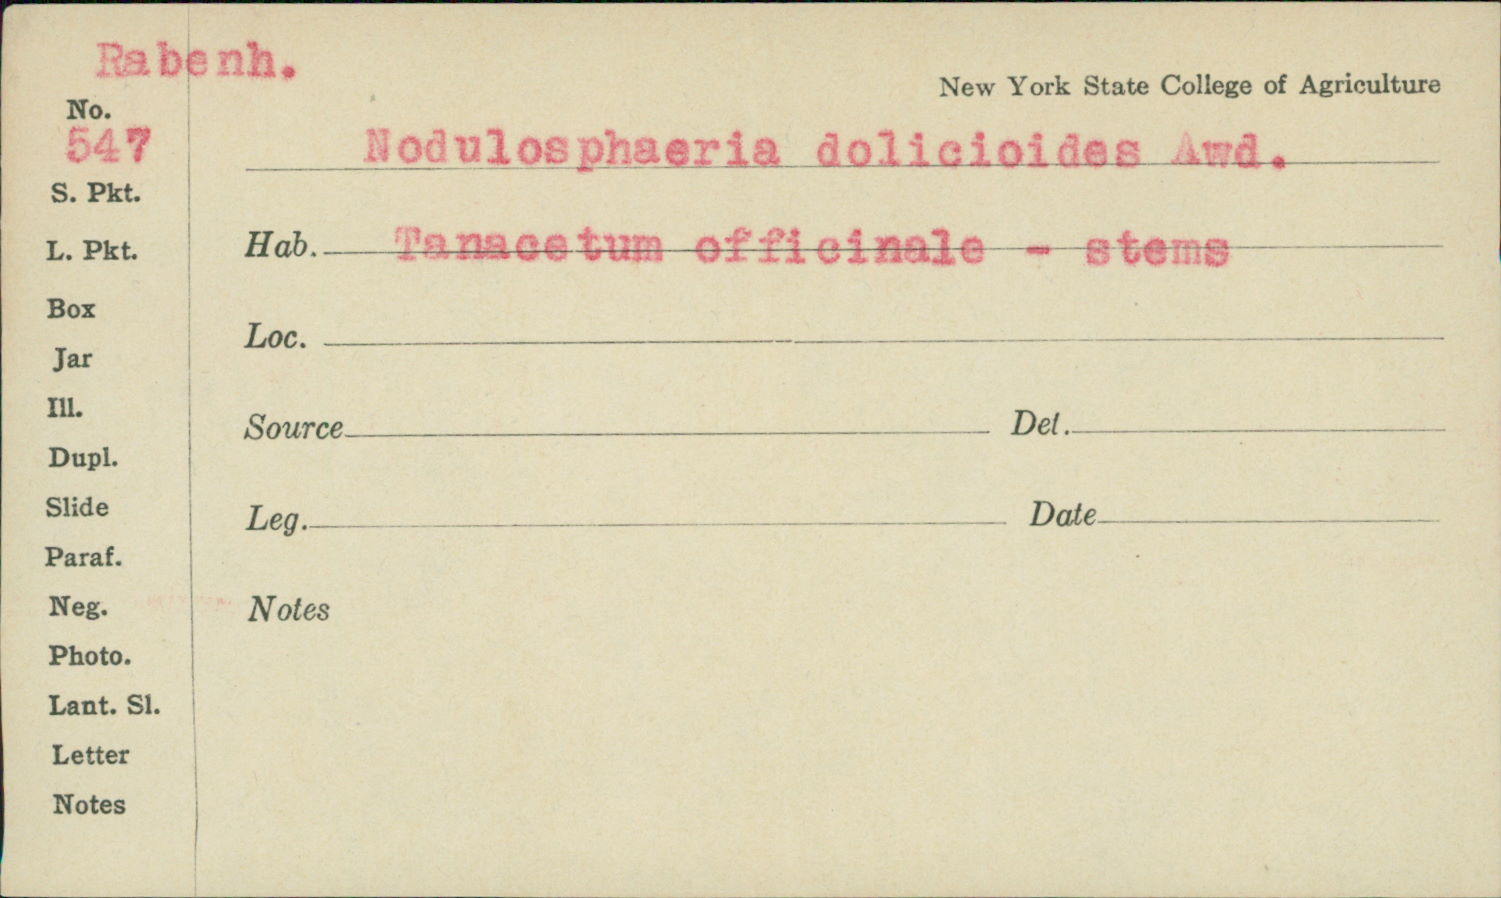 Rabenh.
New York State College of Agriculture
No.
547
Nodulosphaeria dolicioides Awd.
S. Pkt.
Hab. Tanacetum officinale - stems
L. Pkt.
Box
Loc.
Jar
Ill.
Source Det.
Dupl.
Slide
Leg. Date
Paraf.
Neg.
Notes
Photo.
Lant. Sl.
Letter
Notes